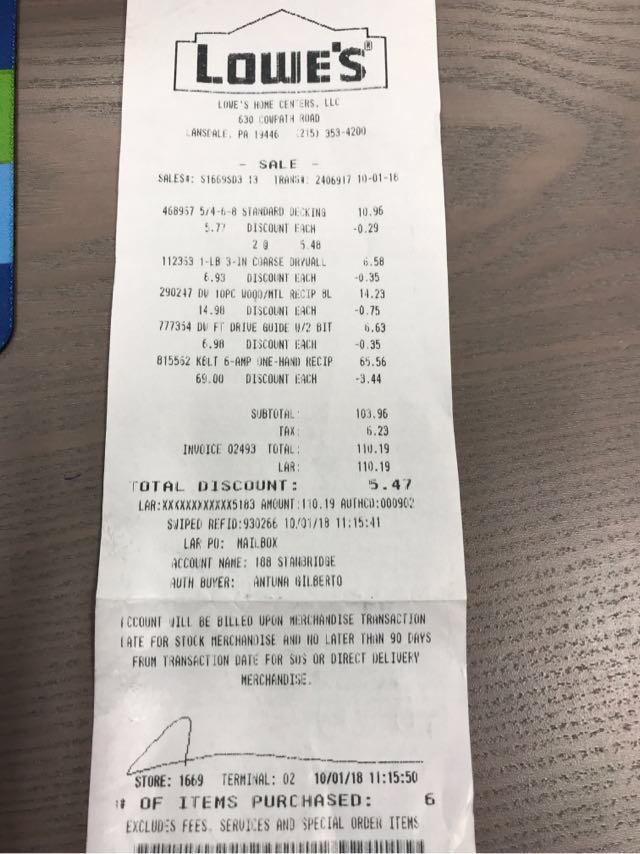 LOWE'S®
LOWE'S HOME CENTERS, LLC
630 COWPATH ROAD
LANSDALE, PA 19446 (215) 353-4200
- SALE -
SALES#: S1669SD3 13 TRANS#: 2406917 10-01-18
468957 5/4-6-8 STANDARD DECKING 10.96
5.77 DISCOUNT EACH -0.29
2 @ 5.48
112353 1-LB 3-IN COARSE DRYWALL 6.58
6.93 DISCOUNT EACH -0.35
290247 DW 10PC WOOD/MTL RECIP BL 14.23
14.98 DISCOUNT EACH -0.75
777354 DW FT DRIVE GUIDE W/2 BIT 6.63
6.98 DISCOUNT EACH -0.35
815562 KBLT 6-AMP ONE-HAND RECIP 65.56
69.00 DISCOUNT EACH -3.44
SUBTOTAL: 103.96
TAX: 6.23
INVOICE 02493 TOTAL: 110.19
LAR: 110.19
TOTAL DISCOUNT: 5.47
LAR:XXXXXXXXXXXX5183 AMOUNT:110.19 AUTHCD:000902
SWIPED REFID:930266 10/01/18 11:15:41
LAR PO: MAILBOX
ACCOUNT NAME: 188 STANBRIDGE
AUTH BUYER: ANTUNA GILBERTO
ACCOUNT WILL BE BILLED UPON MERCHANDISE TRANSACTION
DATE FOR STOCK MERCHANDISE AND NO LATER THAN 90 DAYS
FROM TRANSACTION DATE FOR SOS OR DIRECT DELIVERY
MERCHANDISE.
STORE: 1669 TERMINAL: 02 10/01/18 11:15:50
# OF ITEMS PURCHASED: 6
EXCLUDES FEES, SERVICES AND SPECIAL ORDER ITEMS